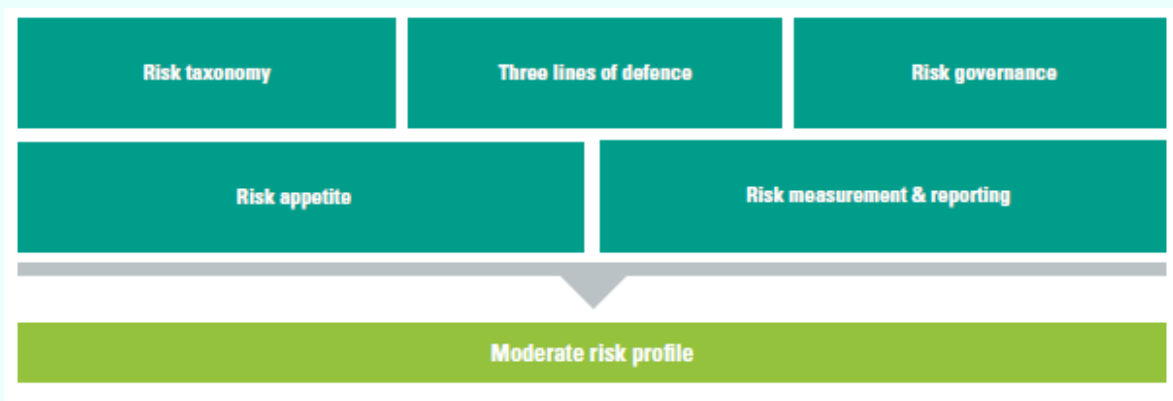 Risk taxonomy
Three lines of defence
Risk governance
Risk appetite
Risk measurement & reporting
Moderate risk profile